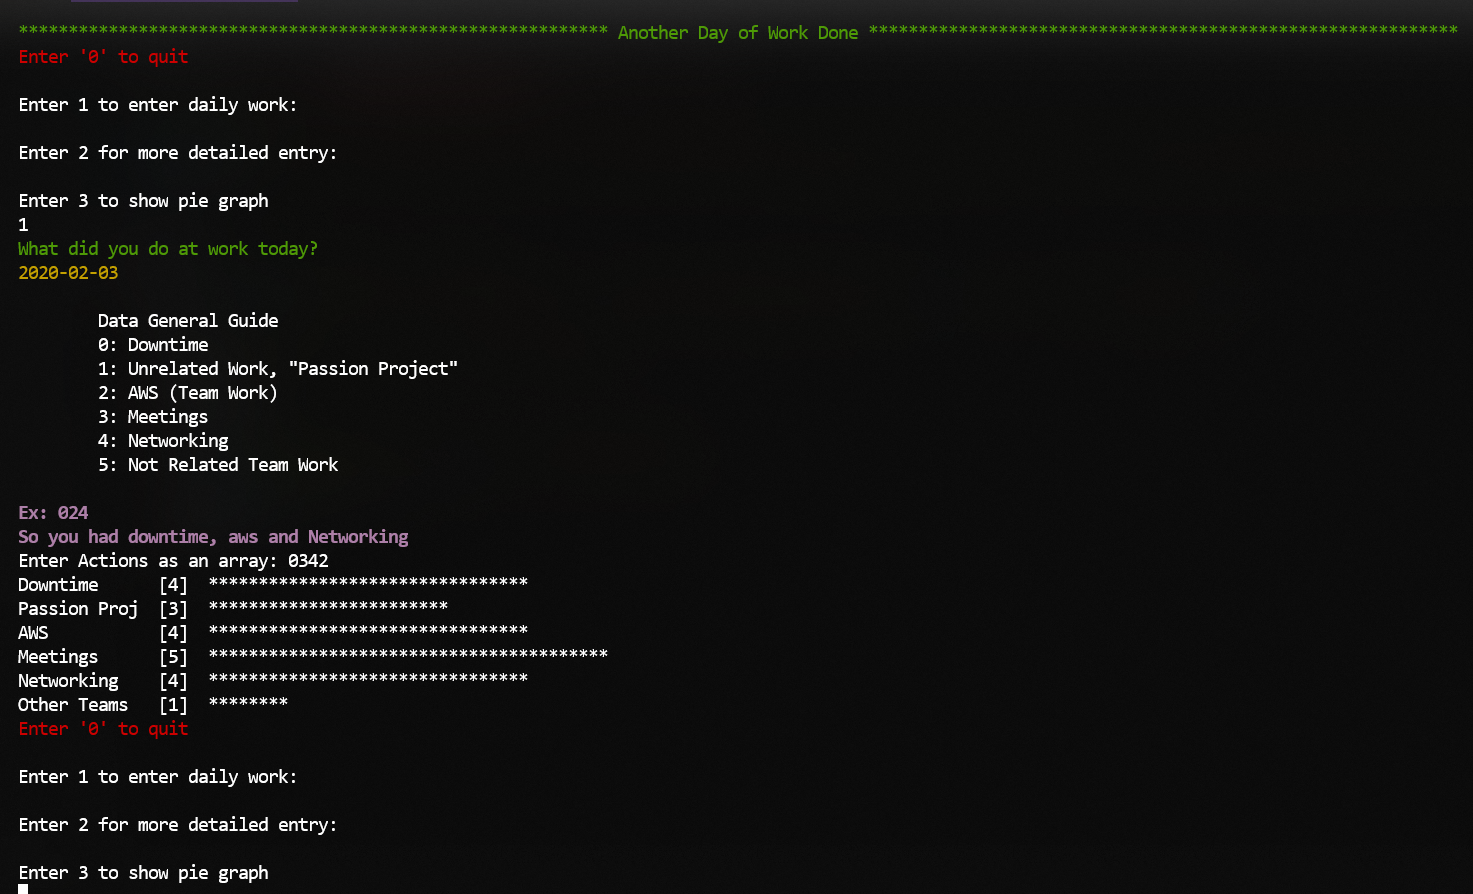 *********************************************************** Another Day of Work Done ***********************************************************
Enter '0' to quit
Enter 1 to enter daily work:
Enter 2 for more detailed entry:
Enter 3 to show pie graph
1
What did you do at work today?
2020-02-03
Data General Guide
0: Downtime
1: Unrelated Work, "Passion Project"
2: AWS (Team Work)
3: Meetings
4: Networking
5: Not Related Team Work
Ex: 024
So you had downtime, aws and Networking
Enter Actions as an array: 0342
Downtime      [4]  ********************************
Passion Proj  [3]  ************************
AWS           [4]  ********************************
Meetings      [5]  ****************************************
Networking    [4]  ********************************
Other Teams   [1]  ********
Enter '0' to quit
Enter 1 to enter daily work:
Enter 2 for more detailed entry:
Enter 3 to show pie graph